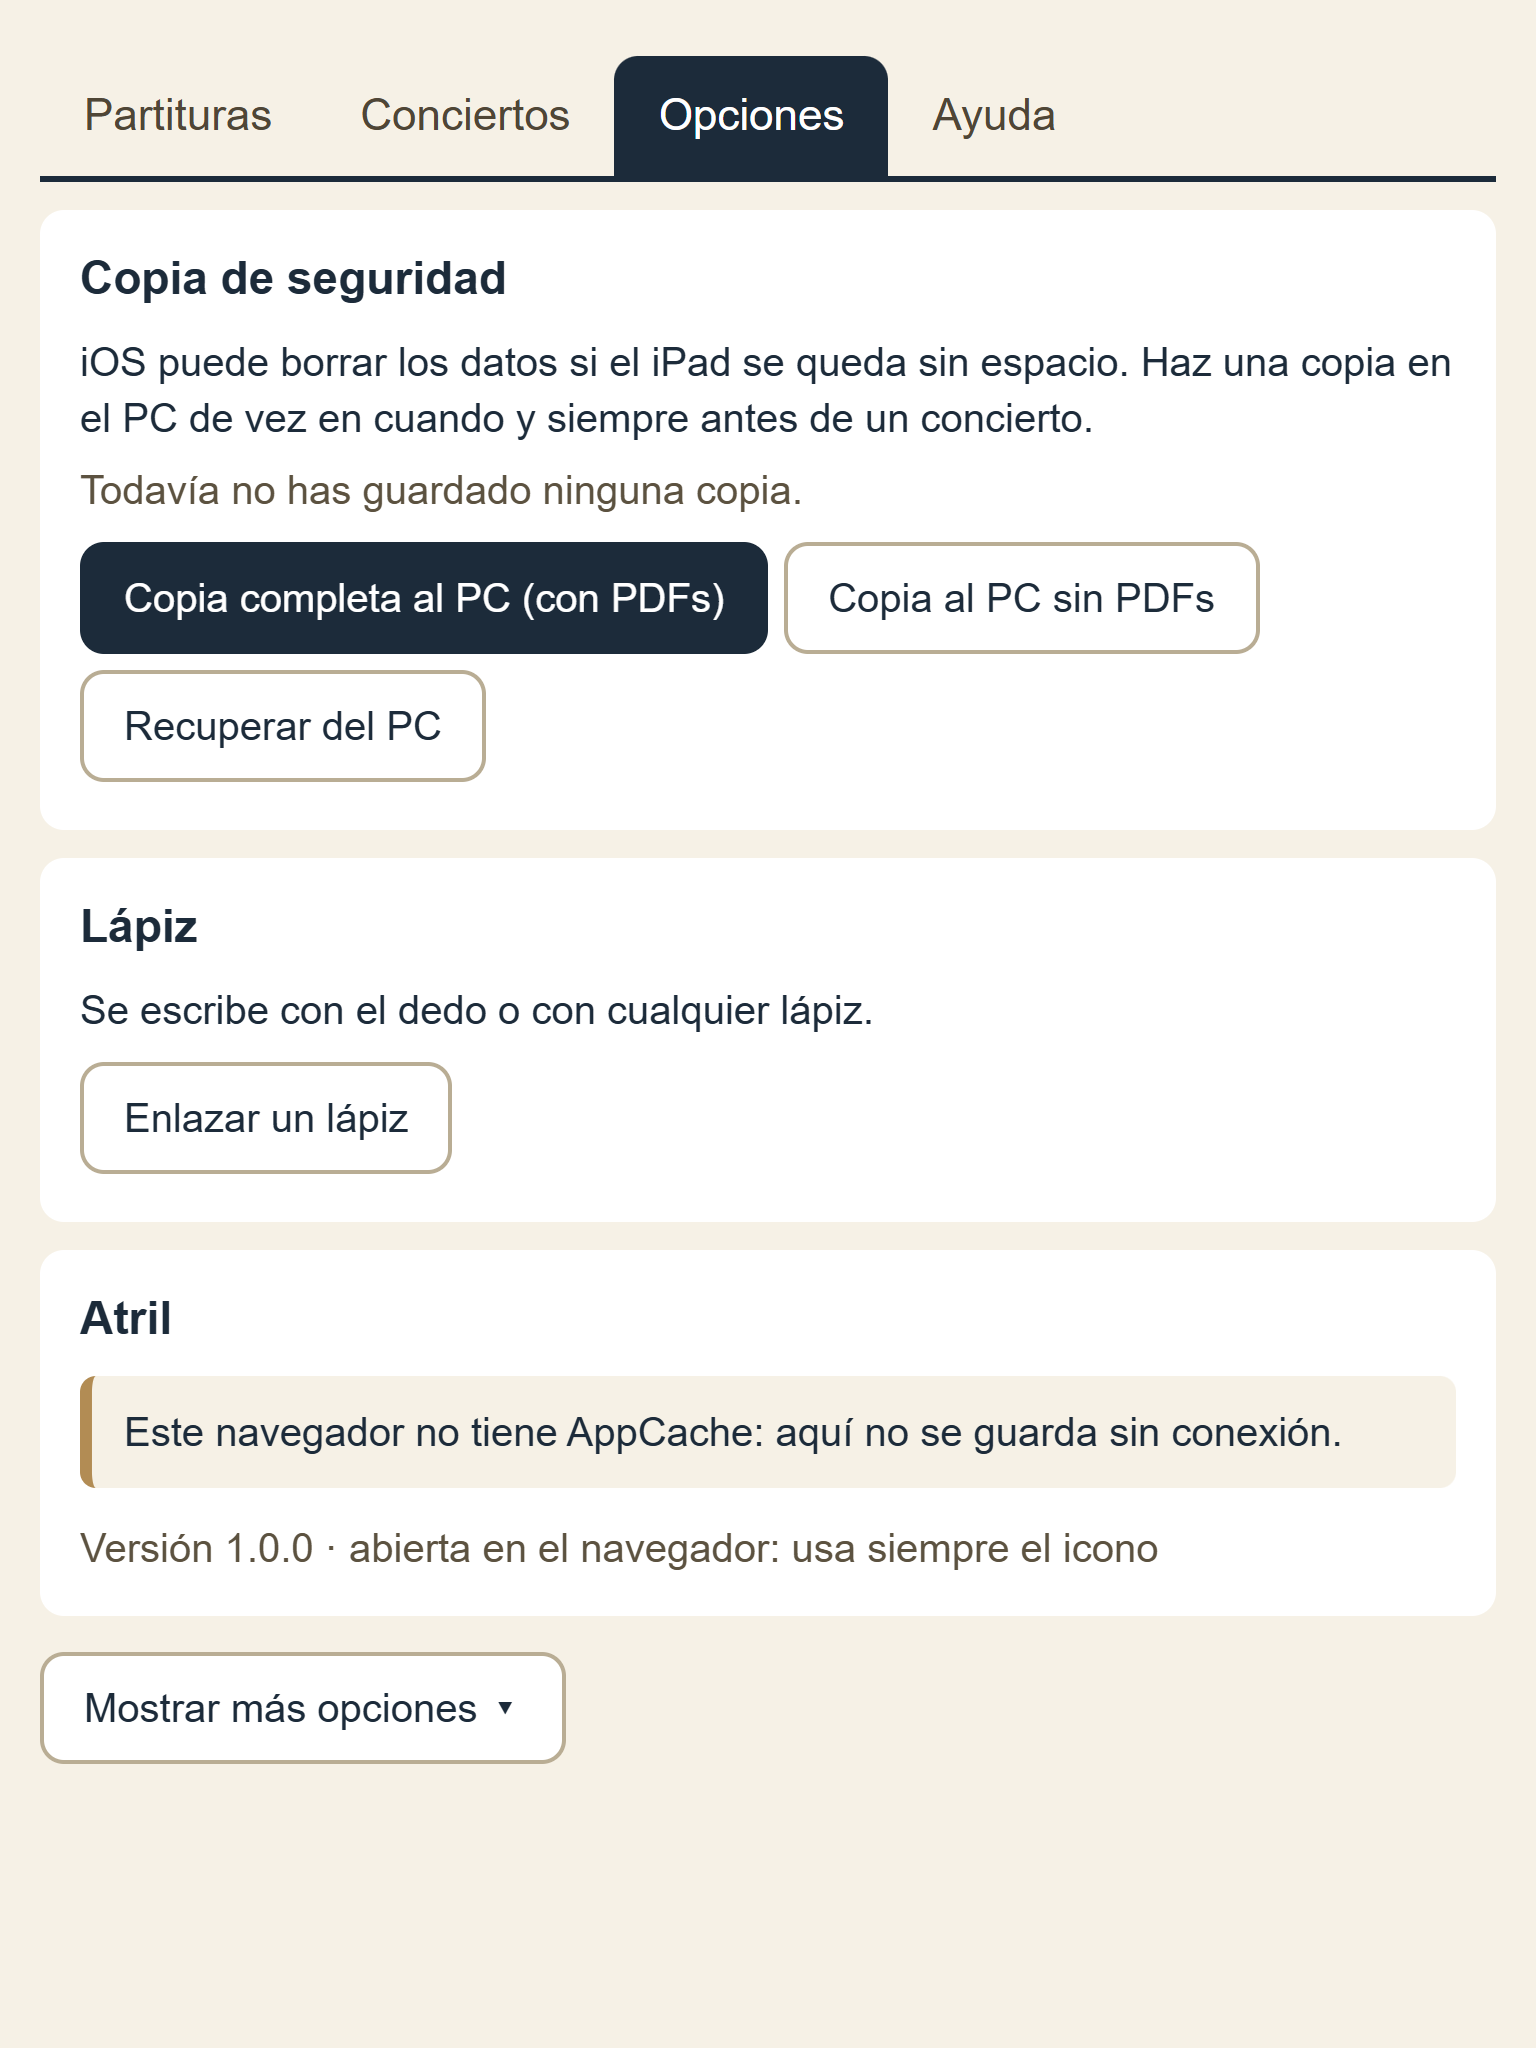 Partituras Conciertos Opciones Ayuda
Copia de seguridad
iOS puede borrar los datos si el iPad se queda sin espacio. Haz una copia en
el PC de vez en cuando y siempre antes de un concierto.
Todavía no has guardado ninguna copia.
Copia completa al PC (con PDFs) Copia al PC sin PDFs
Recuperar del PC
Lápiz
Se escribe con el dedo o con cualquier lápiz.
Enlazar un lápiz
Atril
Este navegador no tiene AppCache: aquí no se guarda sin conexión.
Versión 1.0.0 · abierta en el navegador: usa siempre el icono
Mostrar más opciones ▼